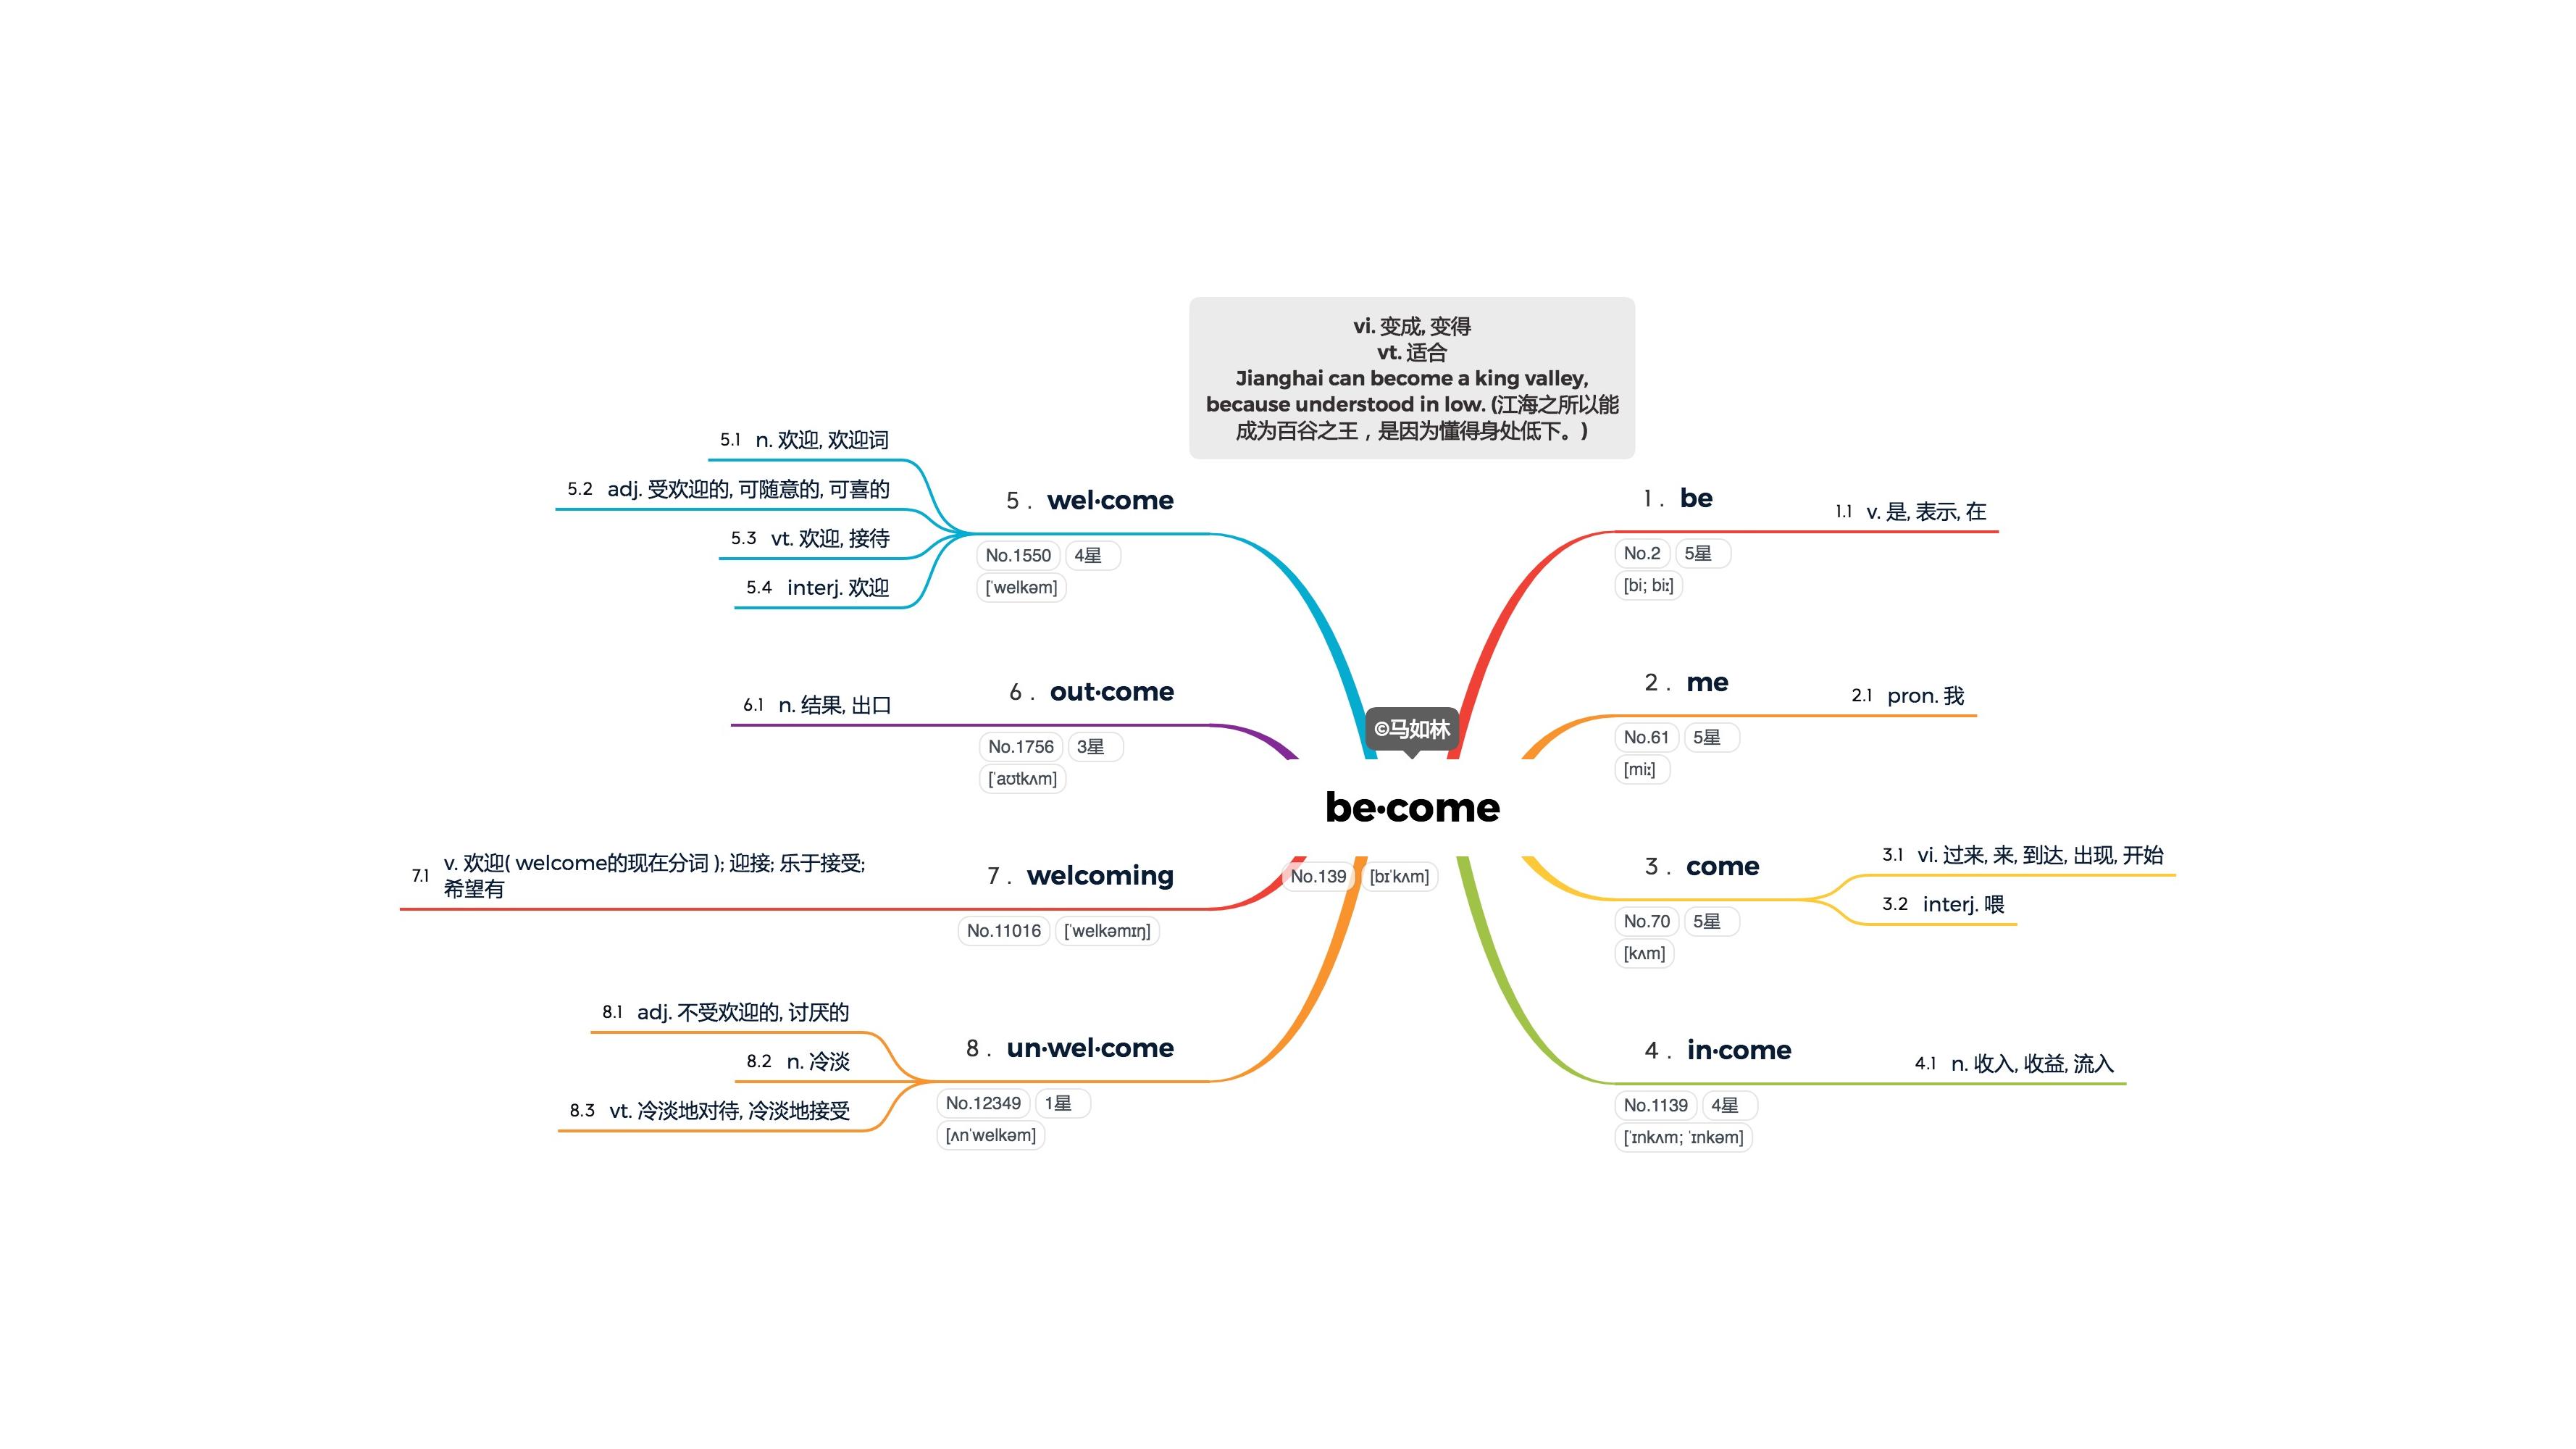 vi. 变成, 变得
vt. 适合
Jianghai can become a king valley,
because understood in low. (江海之所以能
成为百谷之王，是因为懂得身处低下。)
©马如林
be·come
No.139 [bɪˈkʌm]
1. be
No.2 5星
[bi; biː]
1.1 v. 是, 表示, 在
2. me
No.61 5星
[miː]
2.1 pron. 我
3. come
No.70 5星
[kʌm]
3.1 vi. 过来, 来, 到达, 出现, 开始
3.2 interj. 喂
4. in·come
No.1139 4星
[ˈɪnkʌm; ˈɪnkəm]
4.1 n. 收入, 收益, 流入
5. wel·come
No.1550 4星
[ˈwelkəm]
5.1 n. 欢迎, 欢迎词
5.2 adj. 受欢迎的, 可随意的, 可喜的
5.3 vt. 欢迎, 接待
5.4 interj. 欢迎
6. out·come
No.1756 3星
[ˈaʊtkʌm]
6.1 n. 结果, 出口
7. welcoming
No.11016 [ˈwelkəmɪŋ]
7.1 v. 欢迎( welcome的现在分词 ); 迎接; 乐于接受;
希望有
8. un·wel·come
No.12349 1星
[ʌnˈwelkəm]
8.1 adj. 不受欢迎的, 讨厌的
8.2 n. 冷淡
8.3 vt. 冷淡地对待, 冷淡地接受